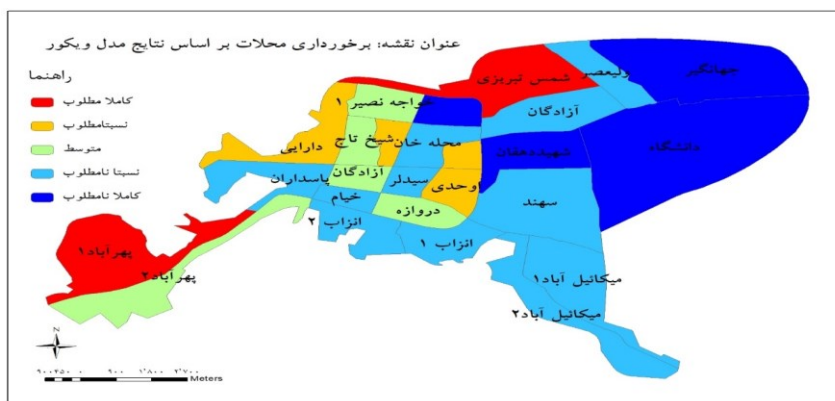 عنوان نقشه: برخورداری محلات بر اساس نتایج مدل ویکور
راهنما
کاملا مطلوب
نسبتامطلوب
متوسط
نسبتا نامطلوب
کاملا نامطلوب
جهانگیر
ولیعصر
شمس تبریزی
خواجه نصیر ۱
آزادگان
دانشگاه
دارایی
شیخ تاج
محله خان
آزادگان
پاسداران
سیدلر
اوحدی
سهند
خیام
دروازه
انزاب ۲
انزاب ۱
پهرآباد۱
پهرآباد۲
میکائیل آباد۱
میکائیل آباد۲
N
Meters